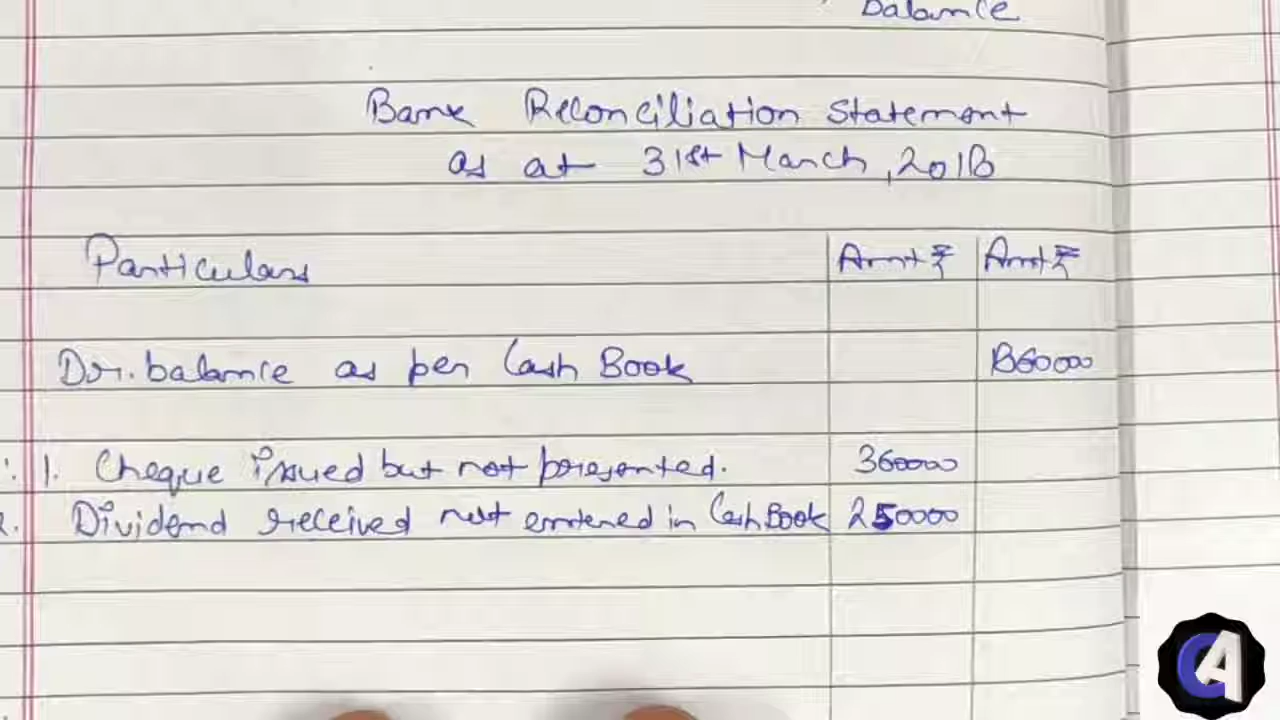 Balance
Bank Reconciliation Statement
as at 31st March, 2018
Particulars Amt ₹ Amt ₹
Dr. balance as per Cash Book 860000
: 1. Cheque issued but not presented. 360000
2. Dividend received not entered in Cash Book 250000
CA